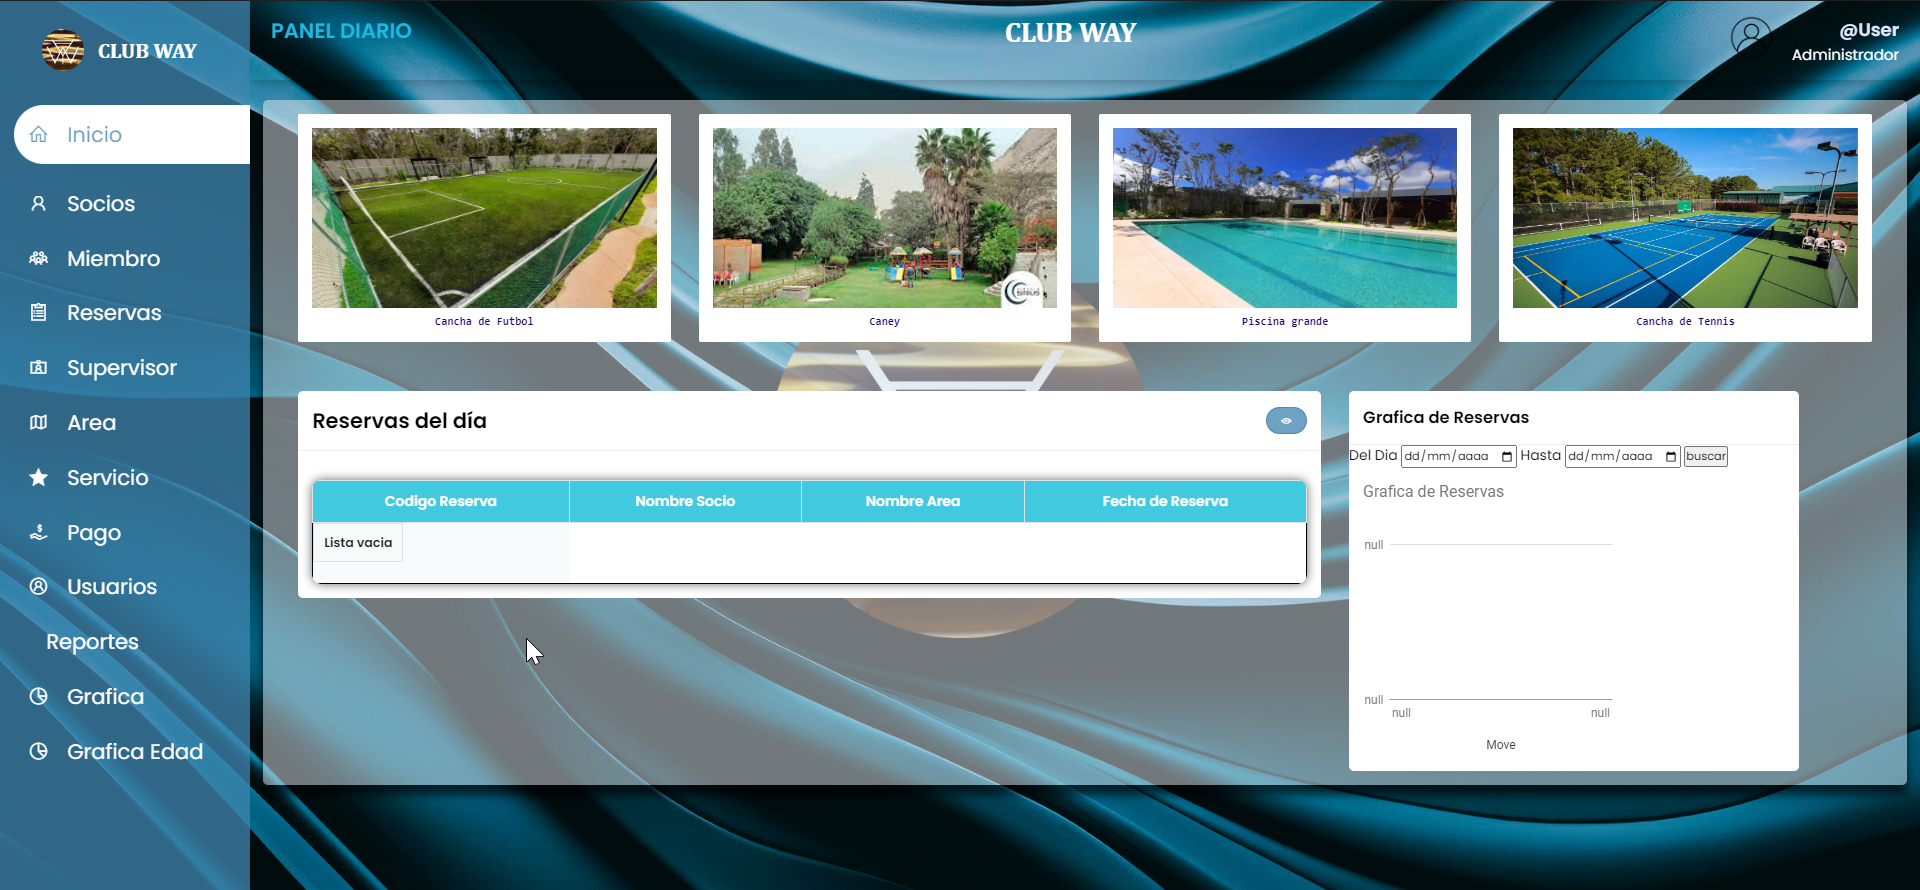 CLUB WAY
PANEL DIARIO
CLUB WAY
@User
Administrador
Inicio
Socios
Miembro
Reservas
Supervisor
Area
Servicio
Pago
Usuarios
Reportes
Grafica
Grafica Edad
Cancha de Futbol
Caney
Piscina grande
Cancha de Tennis
Reservas del día
Codigo Reserva Nombre Socio Nombre Area Fecha de Reserva
Lista vacia
Grafica de Reservas
Del Dia dd/mm/aaaa Hasta dd/mm/aaaa buscar
Grafica de Reservas
null
null
null null
Move